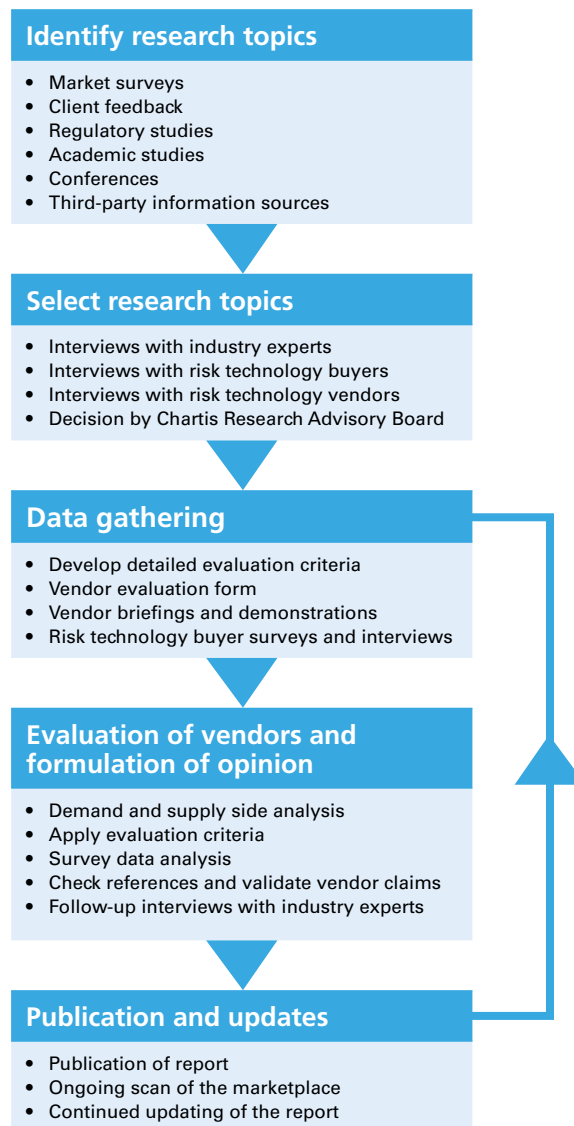 Identify research topics
• Market surveys
• Client feedback
• Regulatory studies
• Academic studies
• Conferences
• Third-party information sources
Select research topics
• Interviews with industry experts
• Interviews with risk technology buyers
• Interviews with risk technology vendors
• Decision by Chartis Research Advisory Board
Data gathering
• Develop detailed evaluation criteria
• Vendor evaluation form
• Vendor briefings and demonstrations
• Risk technology buyer surveys and interviews
Evaluation of vendors and
formulation of opinion
• Demand and supply side analysis
• Apply evaluation criteria
• Survey data analysis
• Check references and validate vendor claims
• Follow-up interviews with industry experts
Publication and updates
• Publication of report
• Ongoing scan of the marketplace
• Continued updating of the report